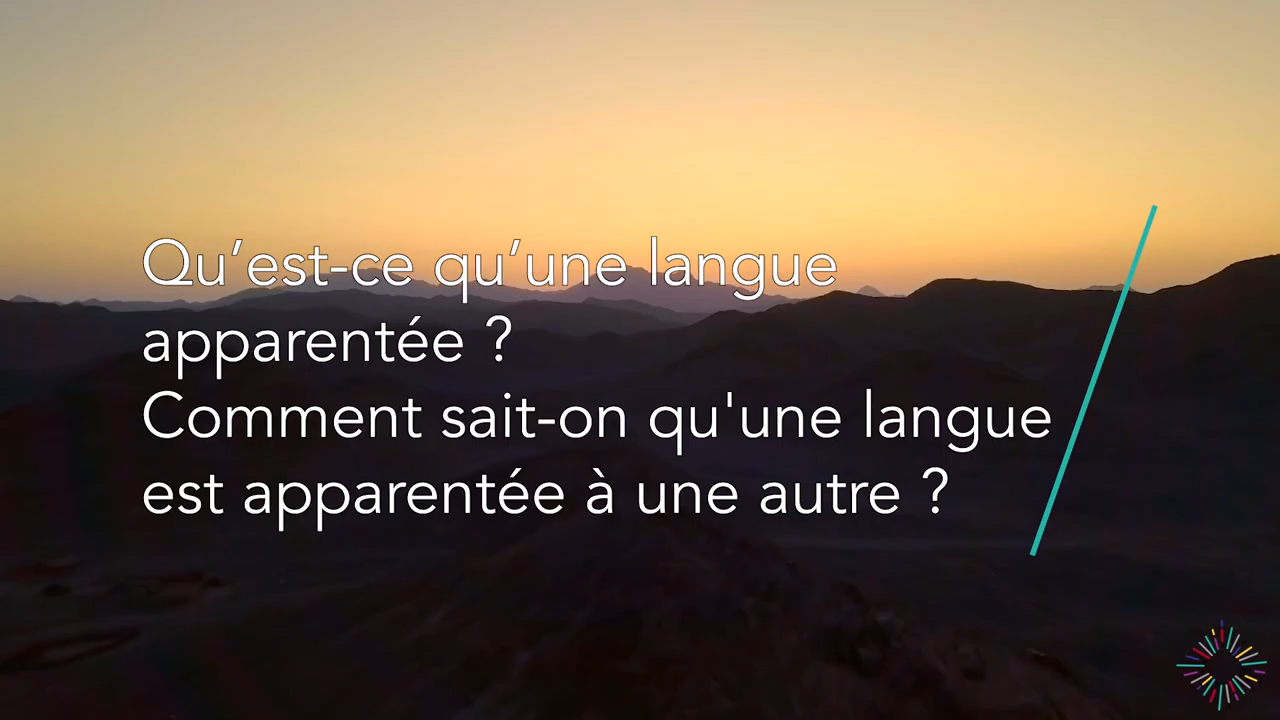 Qu’est-ce qu’une langue
apparentée ?
Comment sait-on qu'une langue
est apparentée à une autre ?